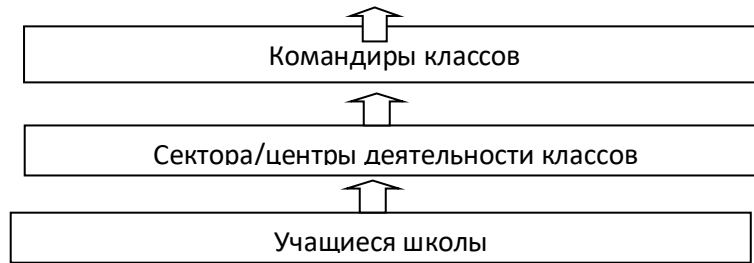 Командиры классов
Сектора/центры деятельности классов
Учащиеся школы